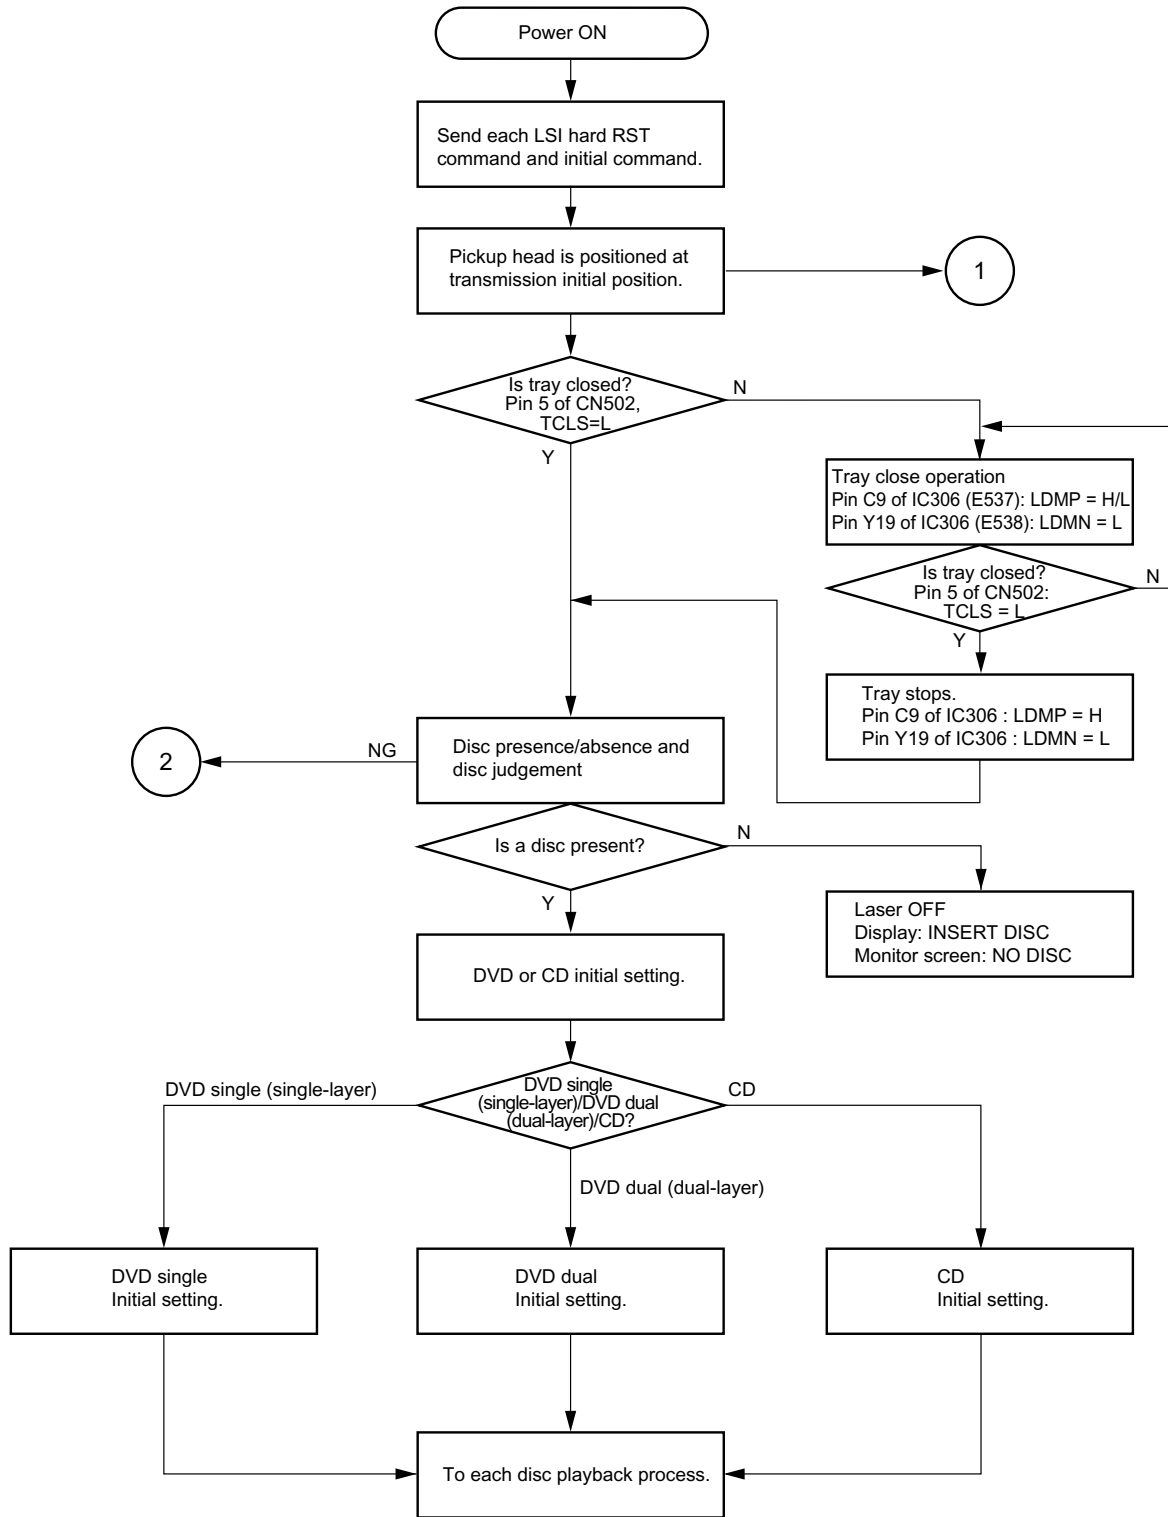 Power ON
Send each LSI hard RST
command and initial command.
Pickup head is positioned at
transmission initial position.
1
Is tray closed?
Pin 5 of CN502,
TCLS=L
N
Y
Tray close operation
Pin C9 of IC306 (E537): LDMP = H/L
Pin Y19 of IC306 (E538): LDMN = L
Is tray closed?
Pin 5 of CN502:
TCLS = L
N
Y
Tray stops.
Pin C9 of IC306 : LDMP = H
Pin Y19 of IC306 : LDMN = L
Disc presence/absence and
disc judgement
NG
2
Is a disc present?
N
Y
Laser OFF
Display: INSERT DISC
Monitor screen: NO DISC
DVD or CD initial setting.
DVD single
(single-layer)/DVD dual
(dual-layer)/CD?
DVD single (single-layer)
CD
DVD dual (dual-layer)
DVD single
Initial setting.
DVD dual
Initial setting.
CD
Initial setting.
To each disc playback process.